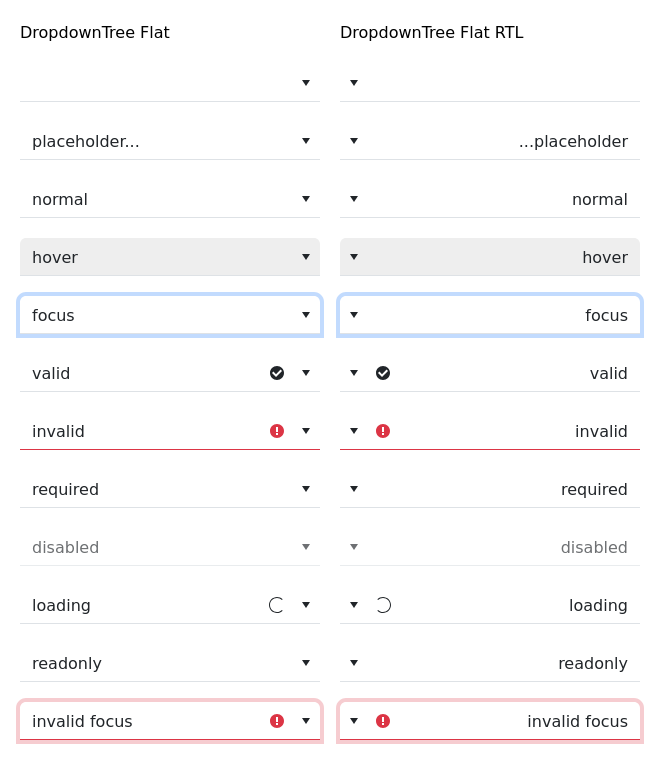 DropdownTree Flat
DropdownTree Flat RTL
placeholder...
...placeholder
normal
normal
hover
hover
focus
focus
valid
valid
invalid
invalid
required
required
disabled
disabled
loading
loading
readonly
readonly
invalid focus
invalid focus